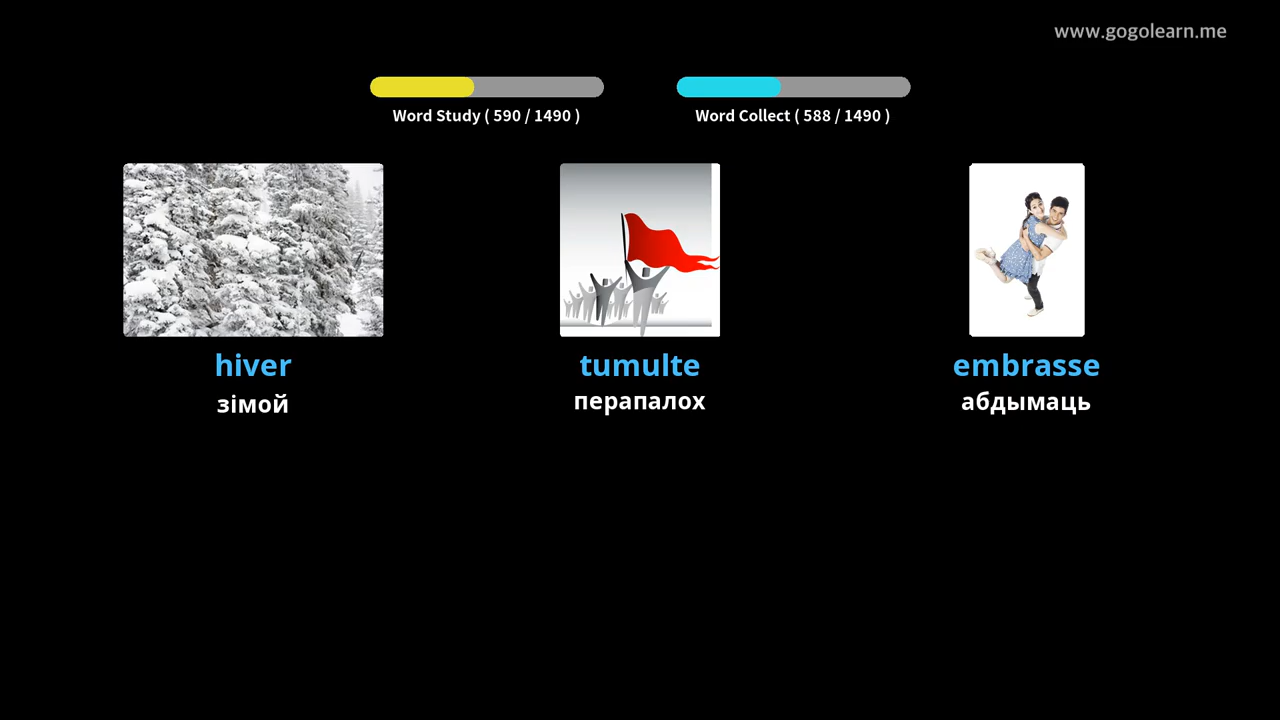 www.gogolearn.me
Word Study ( 590 / 1490 )
Word Collect ( 588 / 1490 )
hiver
зімой
tumulte
перапалох
embrasse
абдымаць